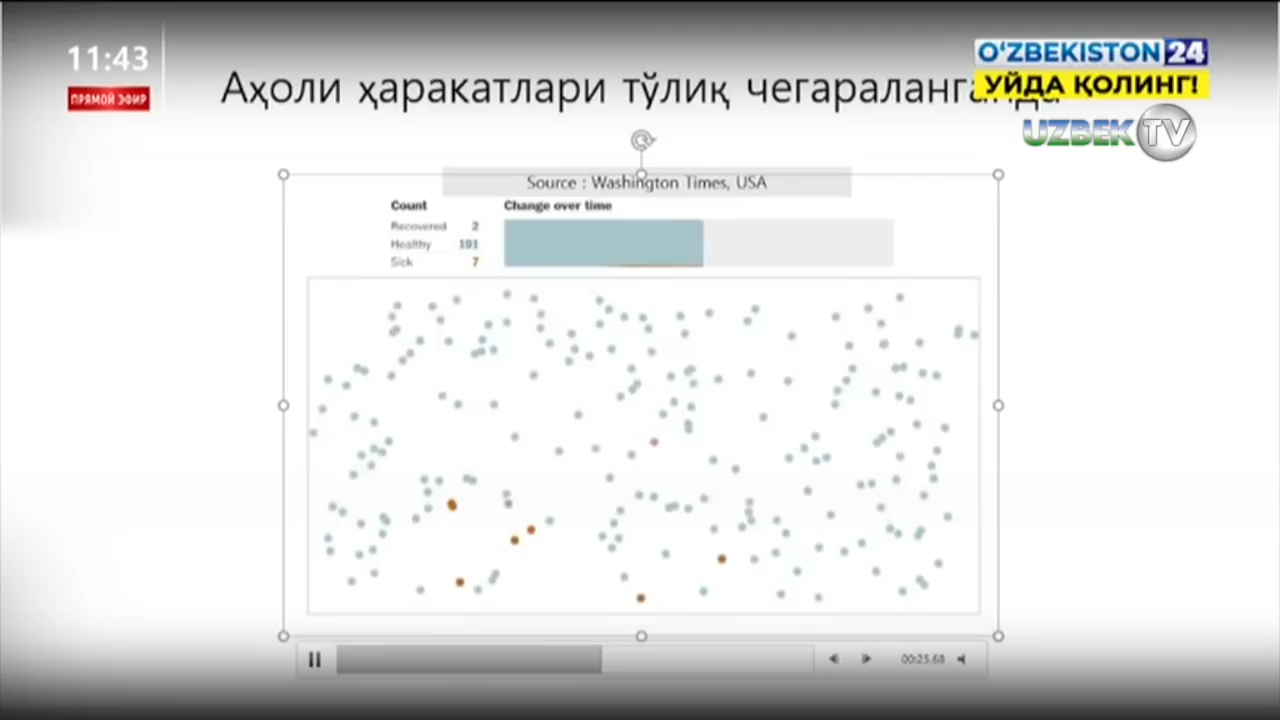 11:43
ПРЯМОЙ ЭФИР
O‘ZBEKISTON 24
УЙДА ҚОЛИНГ!
UZBEK TV
Аҳоли ҳаракатлари тўлиқ чегараланганда
Source : Washington Times, USA
Count
Change over time
Recovered 2
Healthy 191
Sick 7
00:25.68